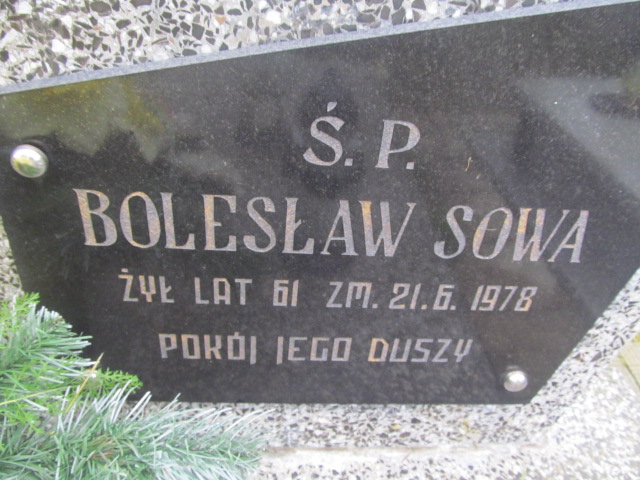 Ś. P.
BOLESŁAW SOWA
ŻYŁ LAT 61 ZM. 21.6. 1978
POKÓJ JEGO DUSZY